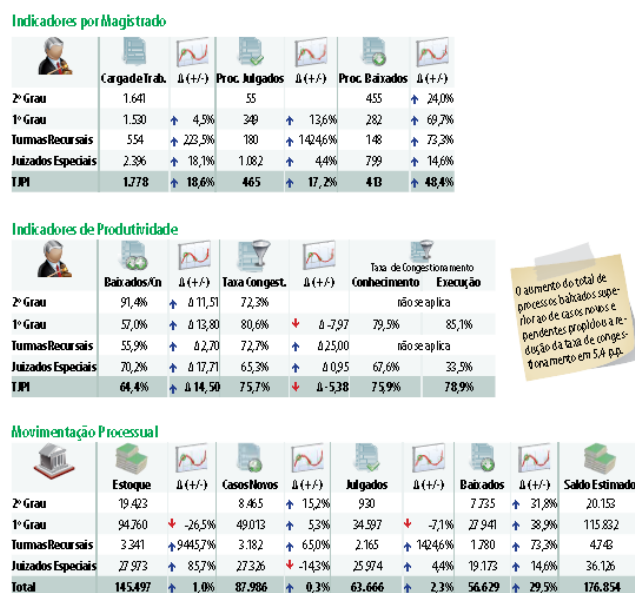 Indicadores por Magistrado
Carga de Trab. Δ (+/-) Proc. Julgados Δ (+/-) Proc. Baixados Δ (+/-)
2º Grau 1.641 55 455 24,0%
1º Grau 1.530 4,5% 349 13,6% 282 69,7%
Turmas Recursais 554 223,5% 180 1424,6% 148 73,3%
Juizados Especiais 2.396 18,1% 1.082 4,4% 799 14,6%
TJPI 1.778 18,6% 465 17,2% 413 48,4%
Indicadores de Produtividade
Taxa de Congestionamento
Baixados/Cn Δ (+/-) Taxa Congest. Δ (+/-) Conhecimento Execução
2º Grau 91,4% Δ 11,51 72,3% não se aplica
1º Grau 57,0% Δ 13,80 80,6% Δ -7,97 79,5% 85,1%
Turmas Recursais 55,9% Δ 2,70 72,7% Δ 25,00 não se aplica
Juizados Especiais 70,2% Δ 17,71 65,3% Δ 0,95 67,6% 33,5%
TJPI 64,4% Δ 14,50 75,7% Δ -5,38 75,9% 78,9%
O aumento do total de
processos baixados supe-
rior ao de casos novos e
pendentes propiciou a re-
dução da taxa de conges-
tionamento em 5,4 p.p.
Movimentação Processual
Estoque Δ (+/-) Casos Novos Δ (+/-) Julgados Δ (+/-) Baixados Δ (+/-) Saldo Estimado
2º Grau 19.423 8.465 15,2% 930 7.735 31,8% 20.153
1º Grau 94.760 -26,5% 49.013 5,3% 34.597 -7,1% 27.941 38,9% 115.832
Turmas Recursais 3.341 9445,7% 3.182 65,0% 2.165 1424,6% 1.780 73,3% 4.743
Juizados Especiais 27.973 85,7% 27.326 -14,3% 25.974 4,4% 19.173 14,6% 36.126
Total 145.497 1,0% 87.986 0,3% 63.666 2,3% 56.629 29,5% 176.854